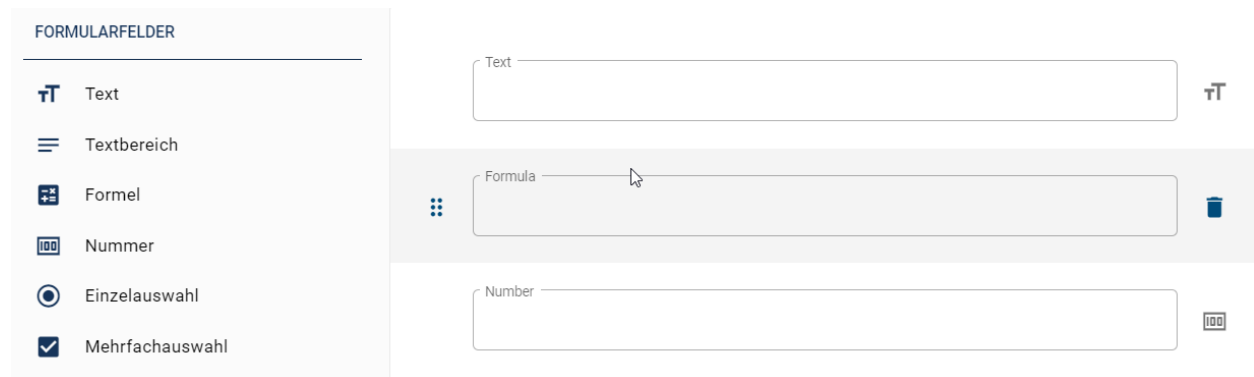 FORMULARFELDER
Text
Textbereich
Formel
Nummer
Einzelauswahl
Mehrfachauswahl
Text
Formula
Number